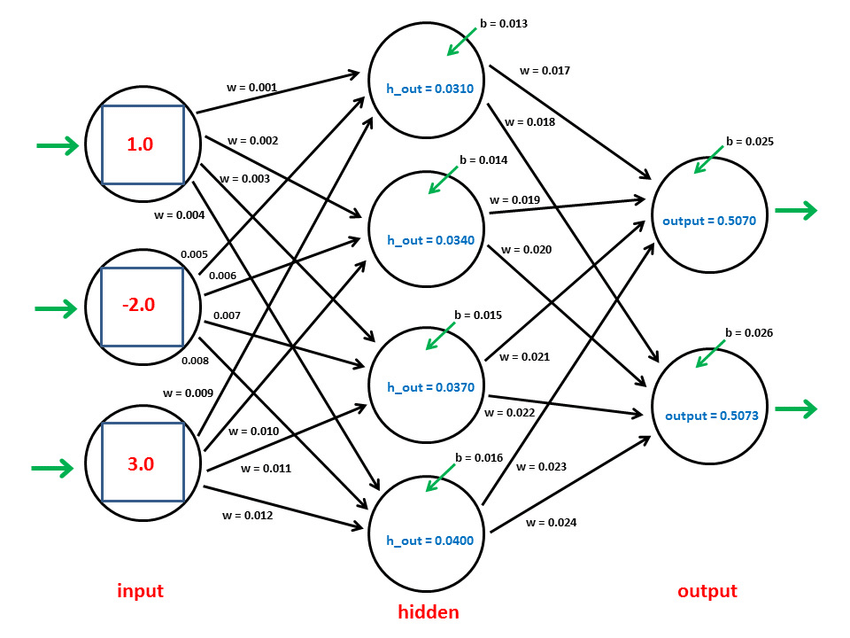 b = 0.013
w = 0.017
w = 0.001
h_out = 0.0310
w = 0.018
1.0
w = 0.002
b = 0.014
b = 0.025
w = 0.003
w = 0.019
w = 0.004
output = 0.5070
h_out = 0.0340
w = 0.020
0.005
0.006
-2.0
0.007
b = 0.015
b = 0.026
w = 0.021
0.008
h_out = 0.0370
w = 0.009
w = 0.022
output = 0.5073
w = 0.010
3.0
w = 0.011
b = 0.016
w = 0.023
w = 0.012
w = 0.024
h_out = 0.0400
input
output
hidden